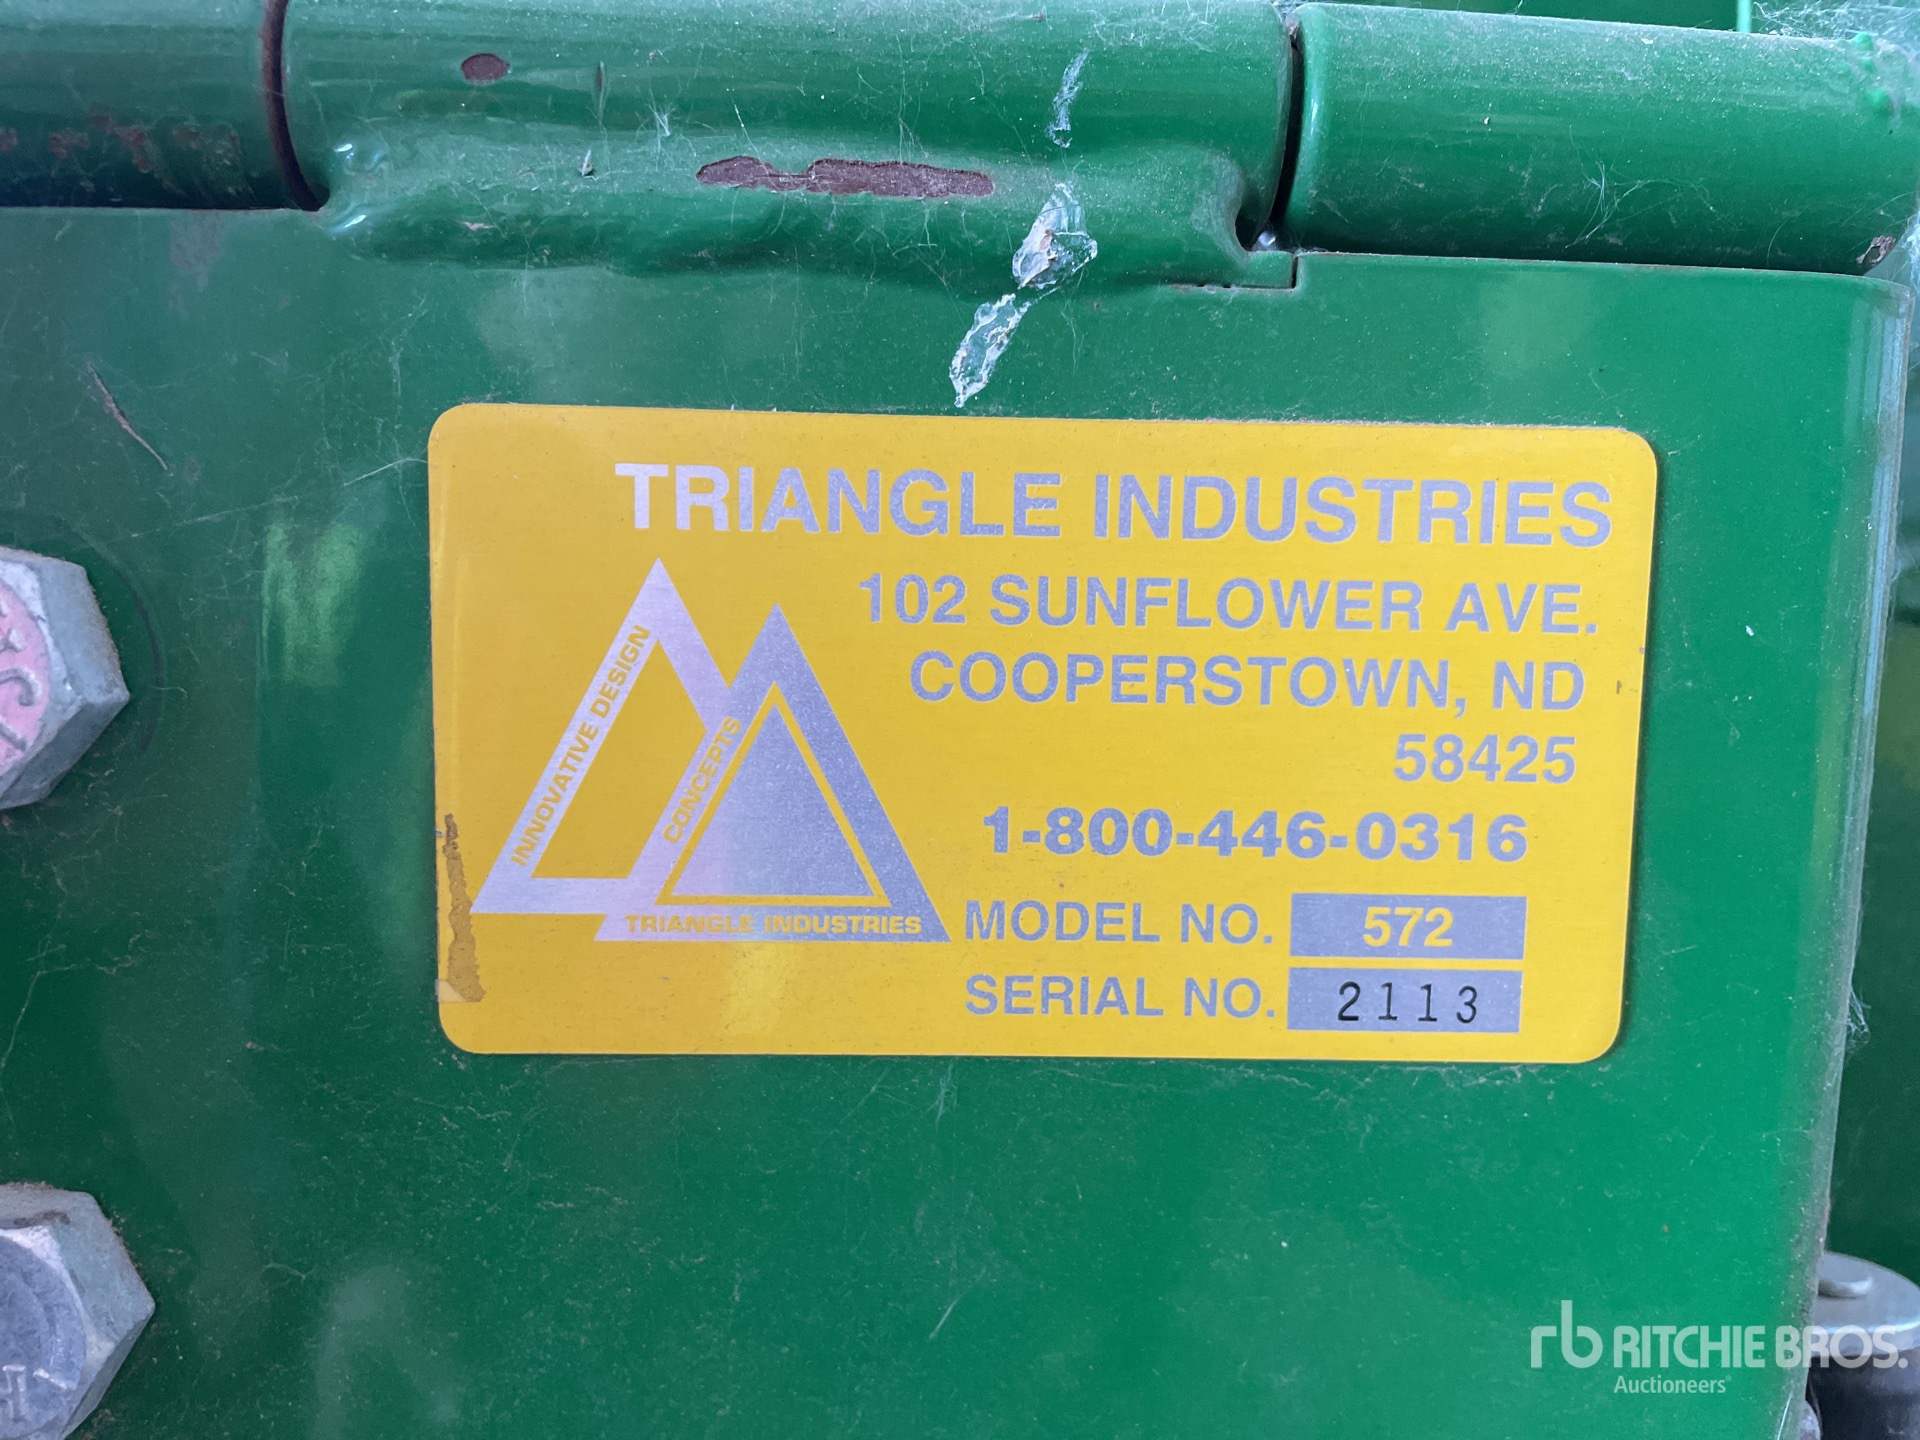 TRIANGLE INDUSTRIES
102 SUNFLOWER AVE.
COOPERSTOWN, ND
58425
1-800-446-0316
MODEL NO. 572
SERIAL NO. 2113
INNOVATIVE DESIGN
CONCEPTS
TRIANGLE INDUSTRIES
rb RITCHIE BROS.
Auctioneers